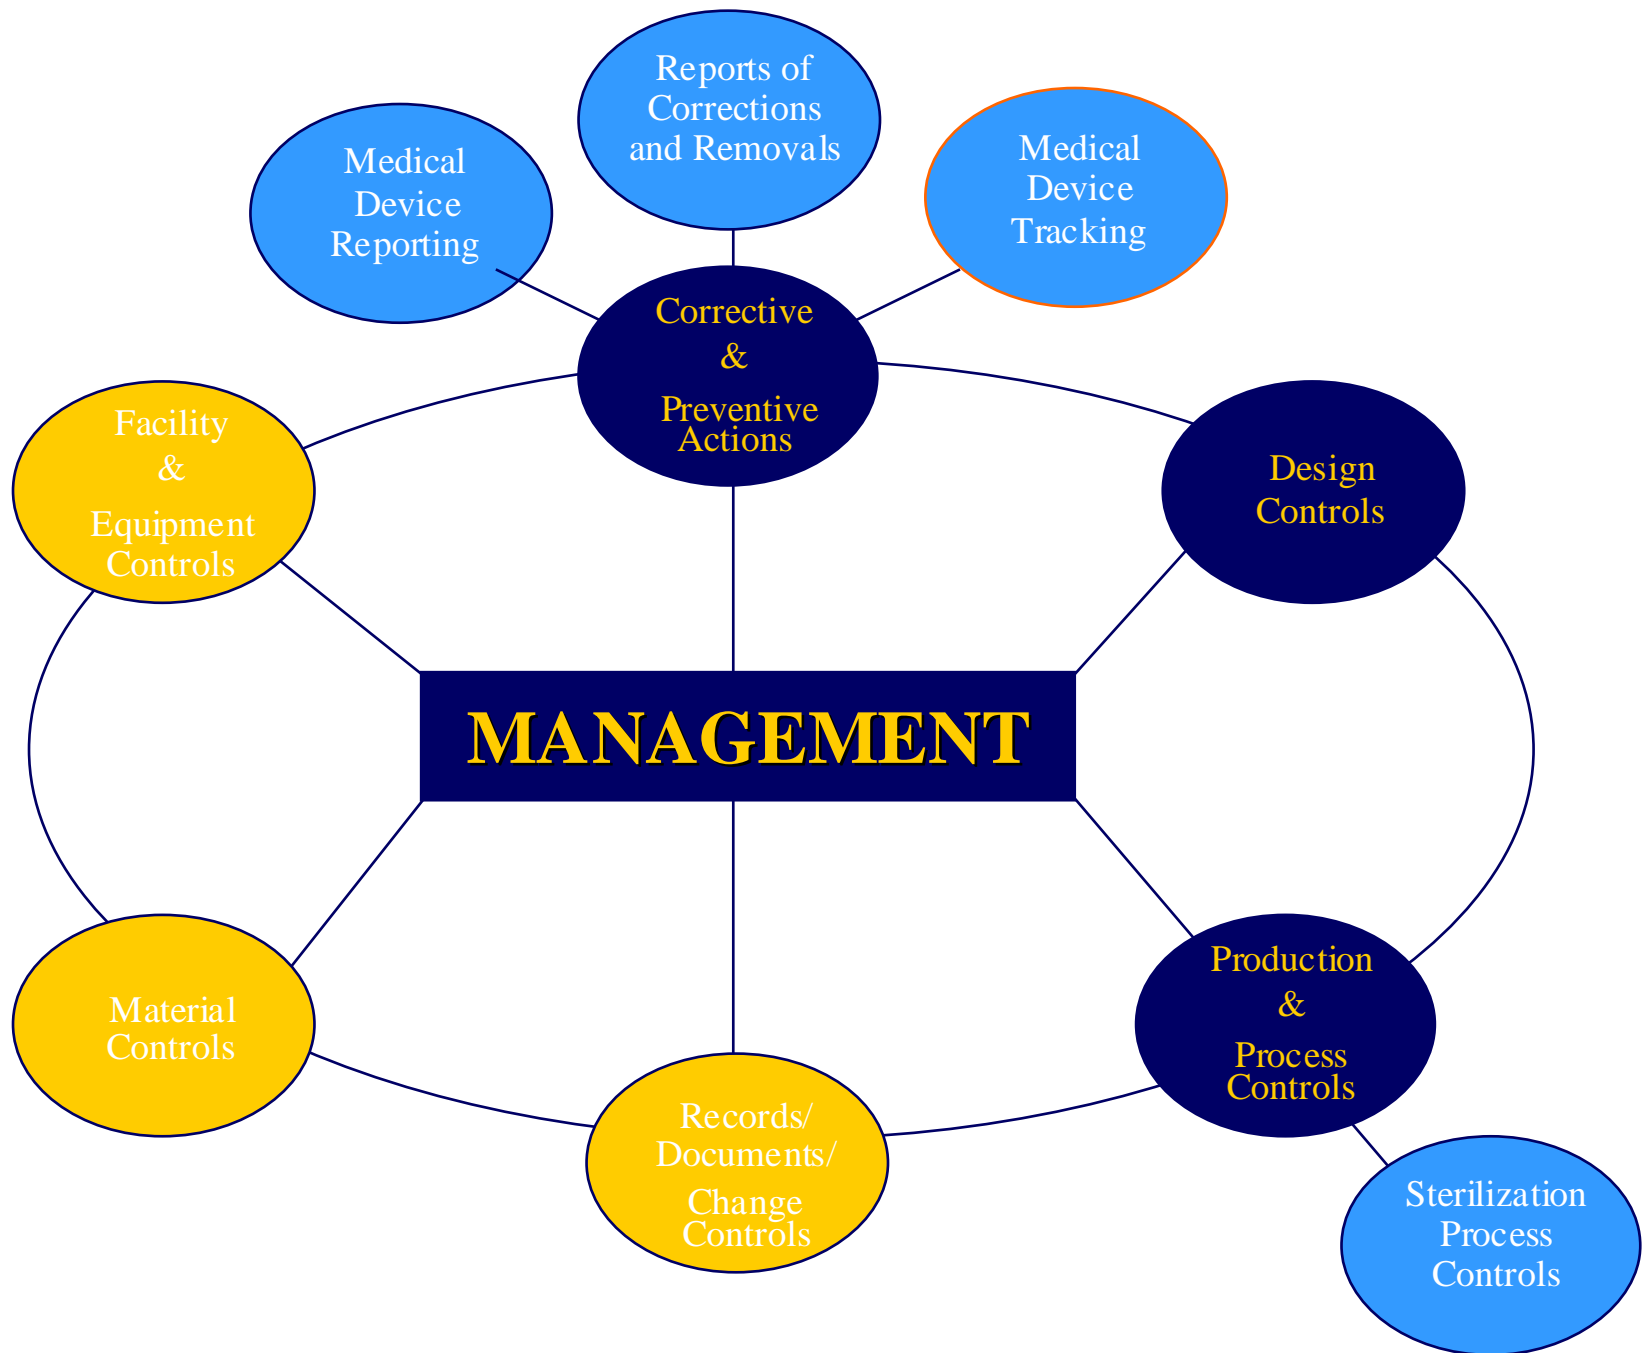 Reports of
Corrections
and Removals
Medical
Device
Reporting
Medical
Device
Tracking
Corrective
&
Preventive
Actions
Facility
&
Equipment
Controls
Design
Controls
MANAGEMENT
Material
Controls
Production
&
Process
Controls
Records/
Documents/
Change
Controls
Sterilization
Process
Controls